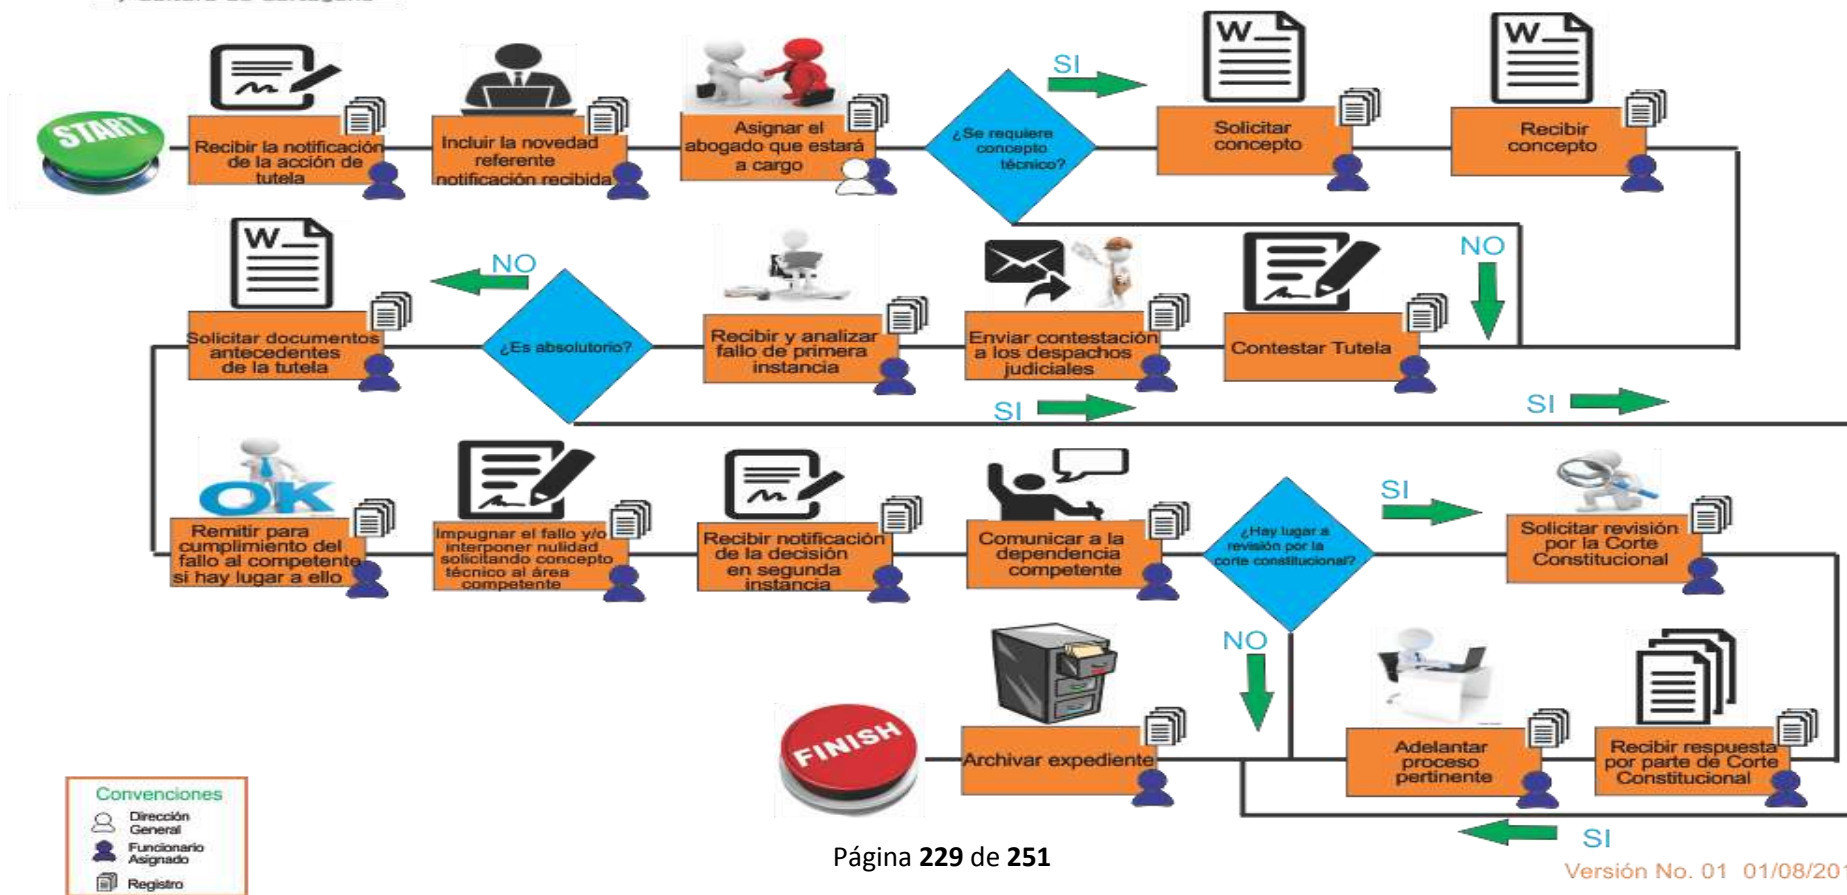 START
Recibir la notificación
de la acción de
tutela
Incluir la novedad
referente
notificación recibida
Asignar el
abogado que estará
a cargo
¿Se requiere
concepto
técnico?
SI
W
Solicitar
concepto
W
Recibir
concepto
NO
Contestar Tutela
Enviar contestación
a los despachos
judiciales
Recibir y analizar
fallo de primera
instancia
¿Es absolutorio?
NO
W
Solicitar documentos
antecedentes
de la tutela
SI
SI
OK
Remitir para
cumplimiento del
fallo al competente
si hay lugar a ello
Impugnar el fallo y/o
interponer nulidad
solicitando concepto
técnico al área
competente
Recibir notificación
de la decisión
en segunda
instancia
Comunicar a la
dependencia
competente
¿Hay lugar a
revisión por la
corte constitucional?
SI
Solicitar revisión
por la Corte
Constitucional
NO
Recibir respuesta
por parte de Corte
Constitucional
Adelantar
proceso
pertinente
Archivar expediente
FINISH
SI
Convenciones
Dirección
General
Funcionario
Asignado
Registro
Página 229 de 251
Versión No. 01 01/08/201